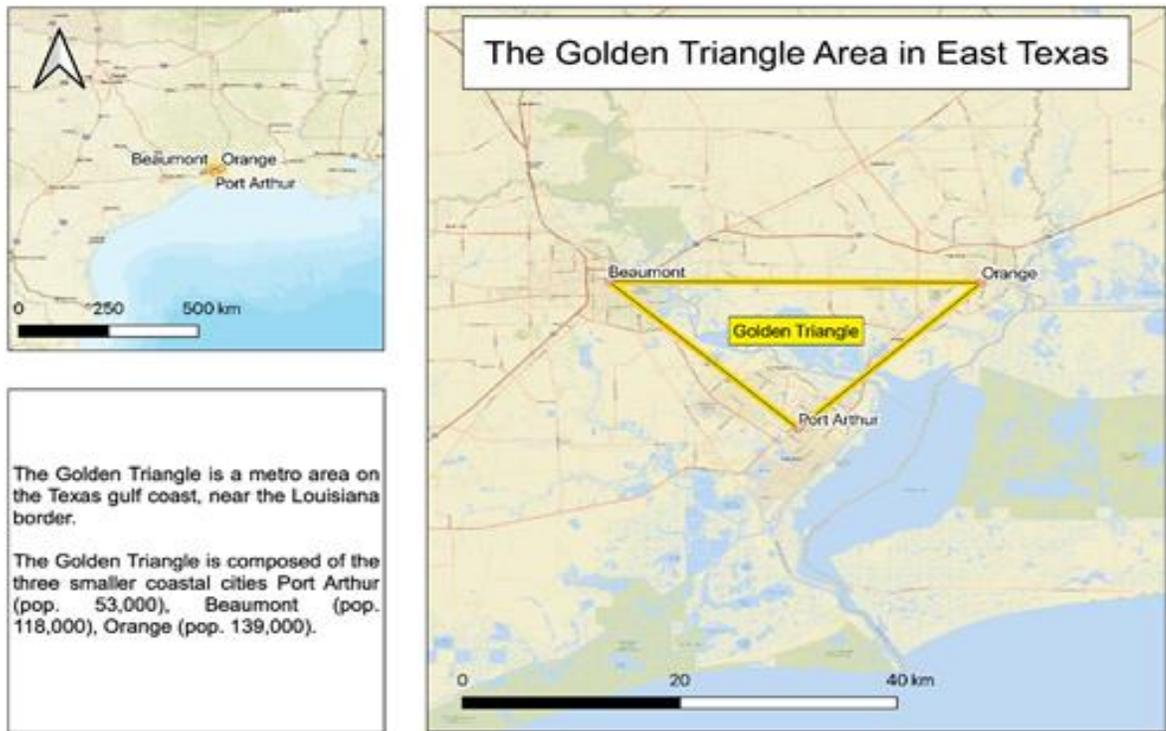 The Golden Triangle Area in East Texas
Beaumont Orange
Port Arthur
0 250 500 km
Beaumont
Orange
Golden Triangle
Port Arthur
The Golden Triangle is a metro area on
the Texas gulf coast, near the Louisiana
border.
The Golden Triangle is composed of the
three smaller coastal cities Port Arthur
(pop. 53,000), Beaumont (pop.
118,000), Orange (pop. 139,000).
0 20 40 km